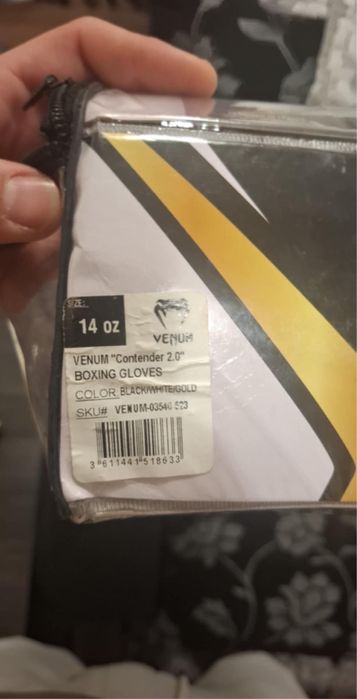 SIZE:
14 oz
VENUM
VENUM "Contender 2.0"
BOXING GLOVES
COLOR BLACK/WHITE/GOLD
SKU# VENUM-03540-523
3 611441 518633